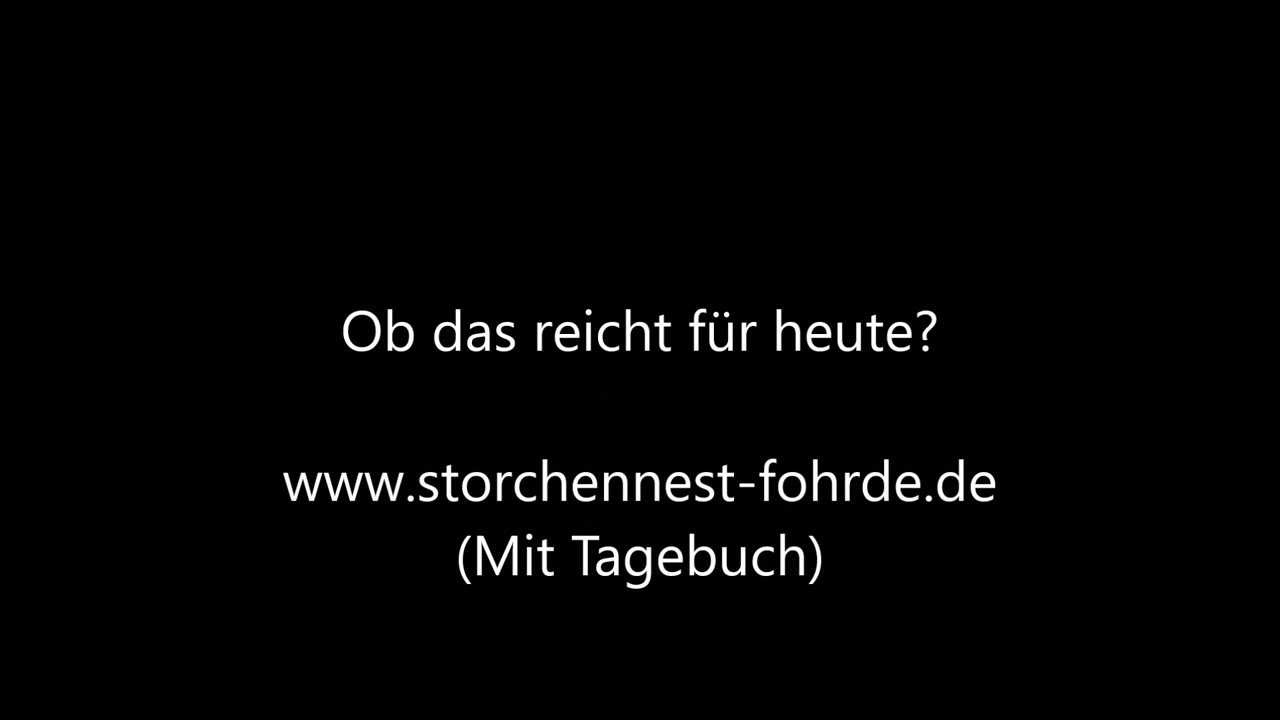 Ob das reicht für heute?
www.storchennest-fohrde.de
(Mit Tagebuch)